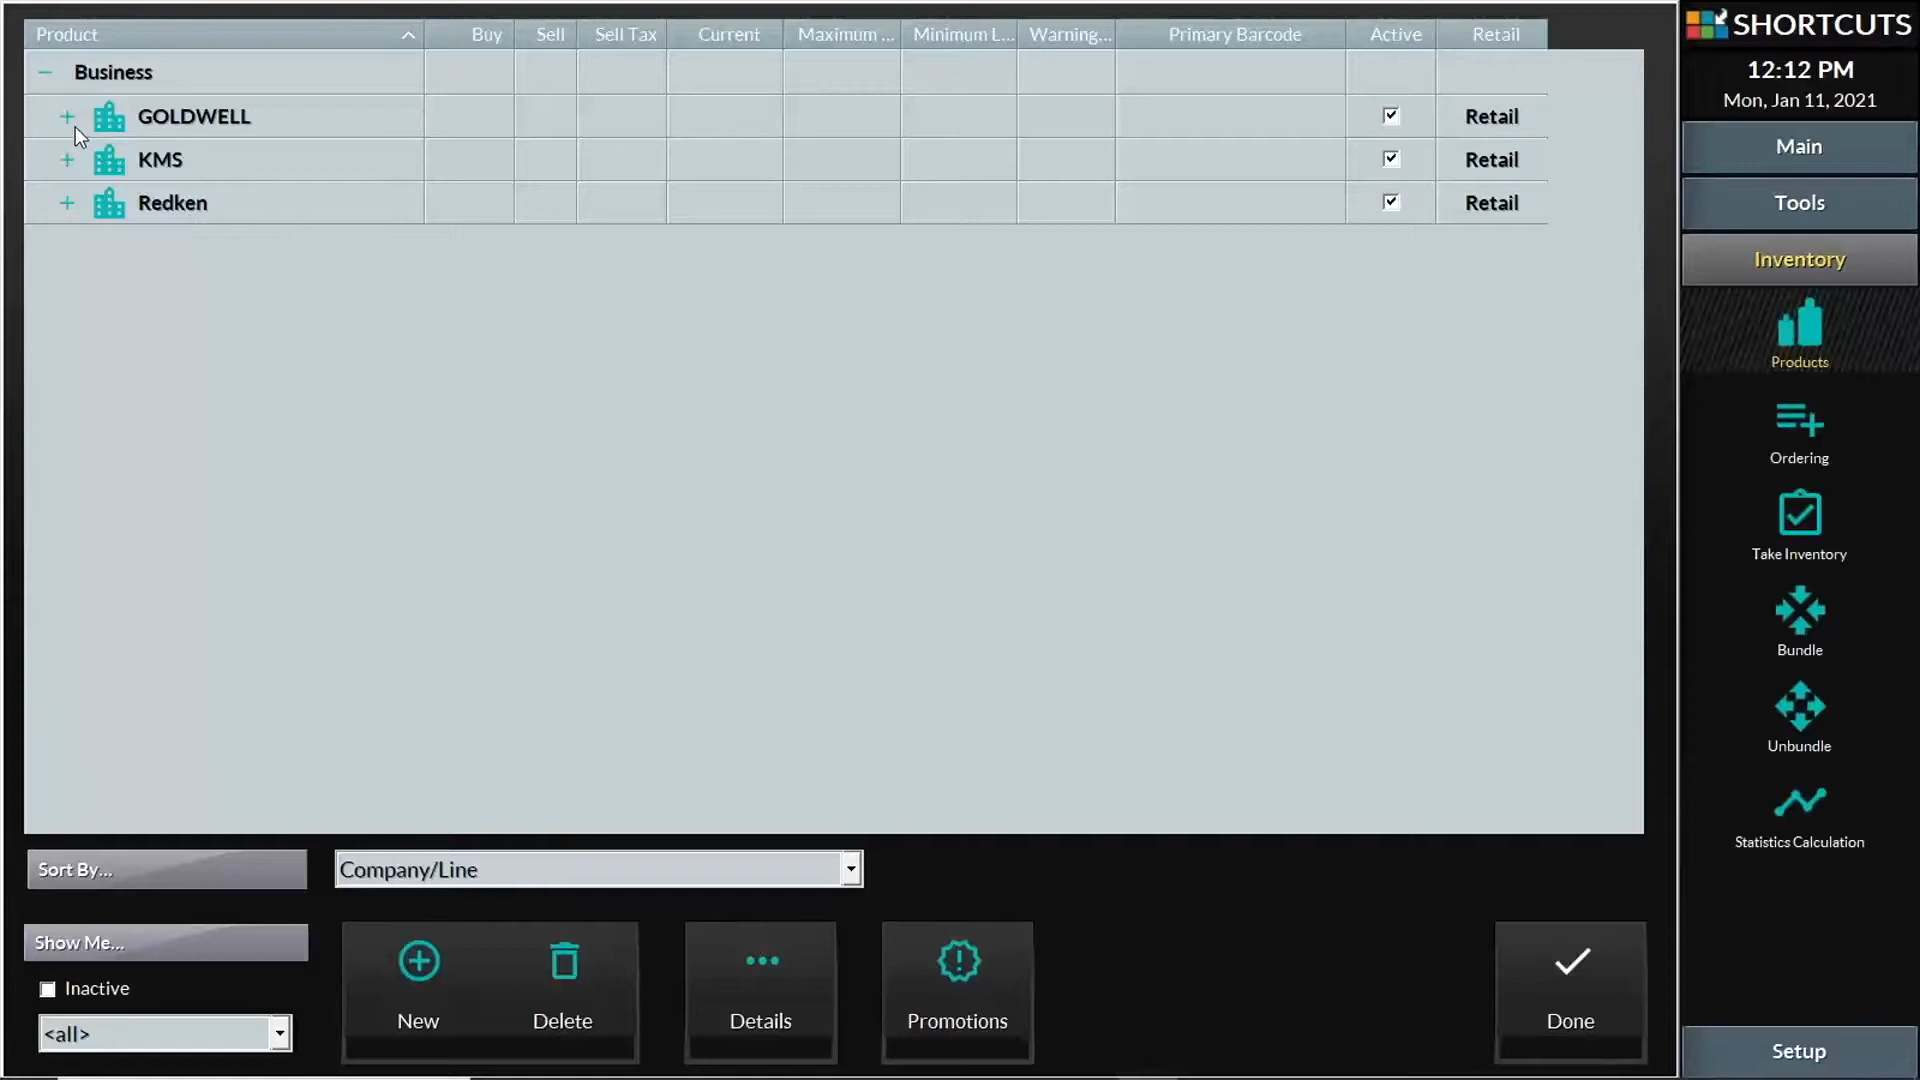 Product Buy Sell Sell Tax Current Maximum ... Minimum L... Warning... Primary Barcode Active Retail
Business
GOLDWELL Retail
KMS Retail
Redken Retail
Sort By... Company/Line
Show Me...
Inactive
<all>
New Delete Details Promotions Done
SHORTCUTS
12:12 PM
Mon, Jan 11, 2021
Main
Tools
Inventory
Products
Ordering
Take Inventory
Bundle
Unbundle
Statistics Calculation
Setup